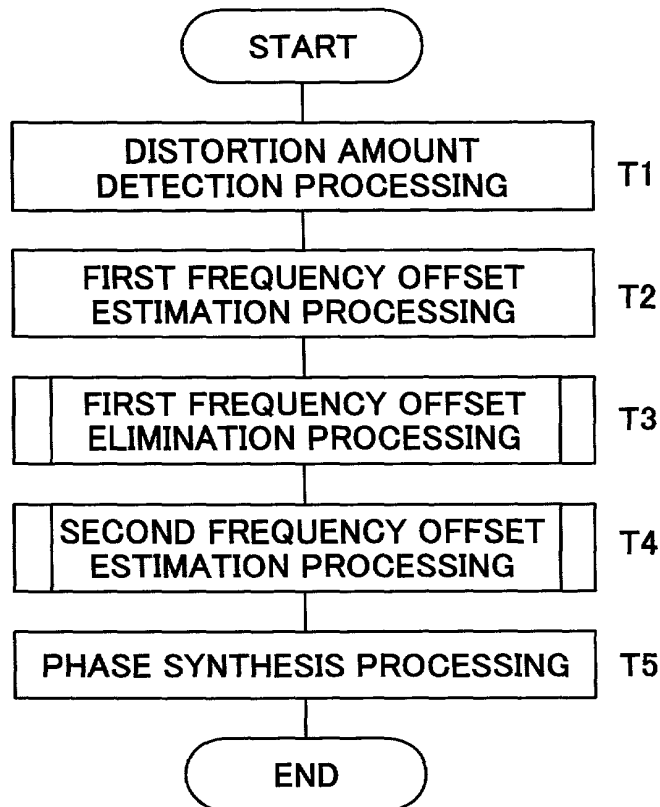 START
DISTORTION AMOUNT
DETECTION PROCESSING
T1
FIRST FREQUENCY OFFSET
ESTIMATION PROCESSING
T2
FIRST FREQUENCY OFFSET
ELIMINATION PROCESSING
T3
SECOND FREQUENCY OFFSET
ESTIMATION PROCESSING
T4
PHASE SYNTHESIS PROCESSING
T5
END